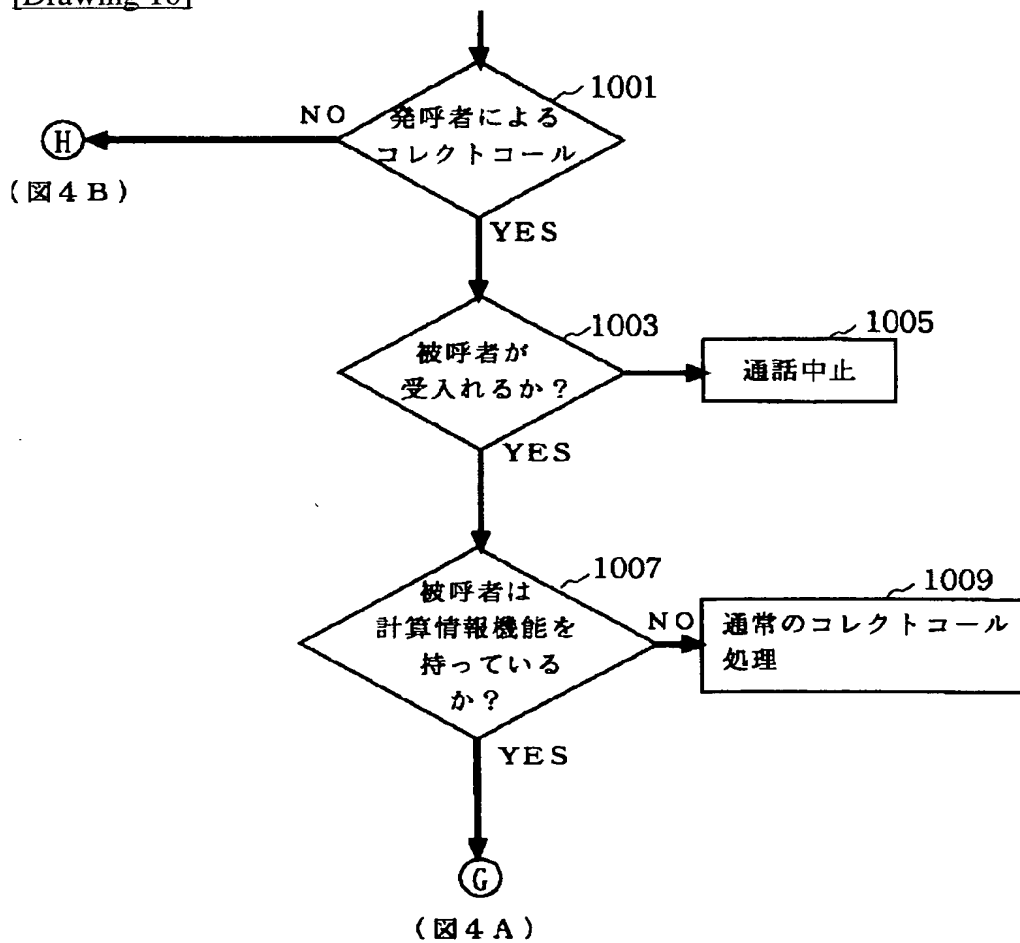 [Drawing 10]
1001
NO
発呼者による
コレクトコール
H
(図4B)
YES
1003
被呼者が
受入れるか？
1005
通話中止
YES
1007
被呼者は
計算情報機能を
持っている
か？
NO
1009
通常のコレクトコール
処理
YES
G
(図4A)